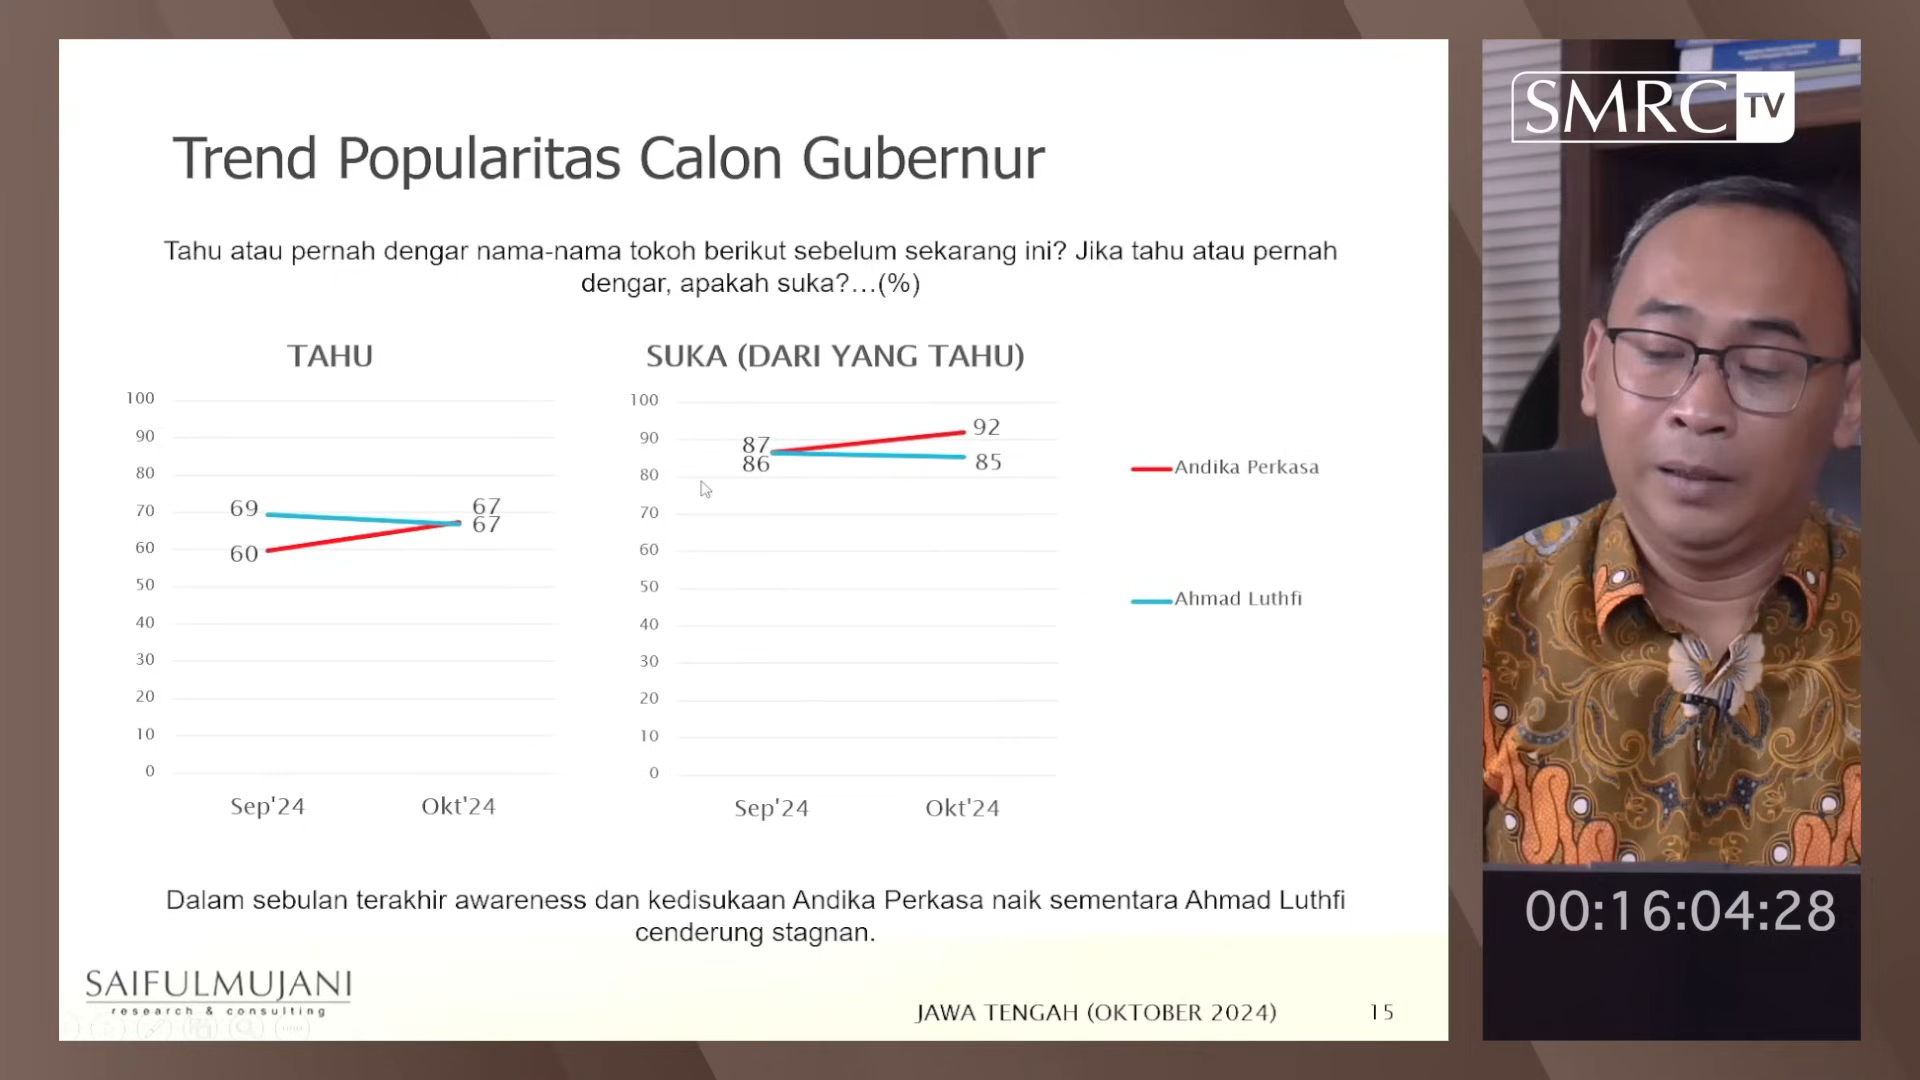 SMRC TV
Trend Popularitas Calon Gubernur
Tahu atau pernah dengar nama-nama tokoh berikut sebelum sekarang ini? Jika tahu atau pernah
dengar, apakah suka?...(%)
TAHU
100
90
80
70
60
50
40
30
20
10
0
69
60
67
67
Sep'24
Okt'24
SUKA (DARI YANG TAHU)
100
90
80
70
60
50
40
30
20
10
0
87
86
92
85
Sep'24
Okt'24
Andika Perkasa
Ahmad Luthfi
Dalam sebulan terakhir awareness dan kedisukaan Andika Perkasa naik sementara Ahmad Luthfi
cenderung stagnan.
SAIFULMUJANI
research & consulting
JAWA TENGAH (OKTOBER 2024)
15
00:16:04:28